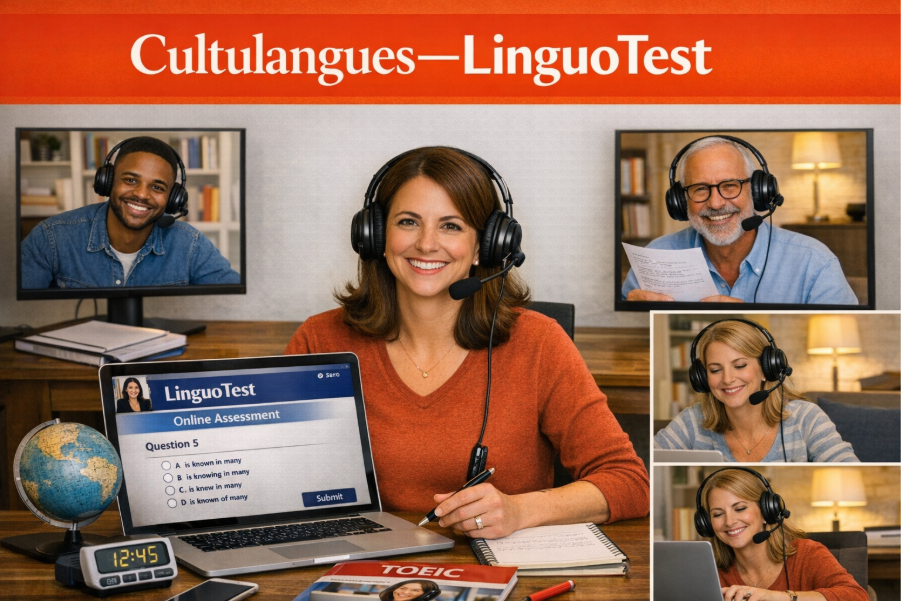 Cultulangues—LinguoTest
LinguoTest
Online Assessment
Question 5
A is known in many
B is knowing in many
C. is knew in many
D is known of many
Submit
12:45
TOEIC